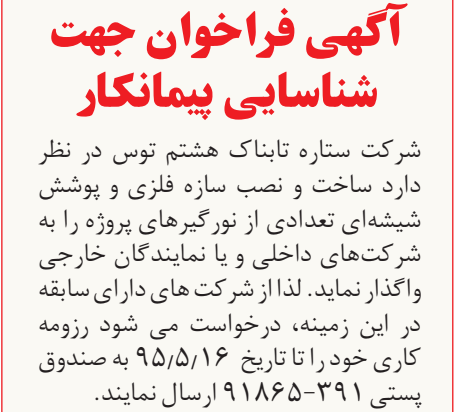 آگهی فراخوان جهت
شناسایی پیمانکار
شرکت ستاره تابناک هشتم توس در نظر
دارد ساخت و نصب سازه فلزی و پوشش
شیشه‌ای تعدادی از نورگیرهای پروژه را به
شرکت‌های داخلی و یا نمایندگان خارجی
واگذار نماید. لذا از شرکت های دارای سابقه
در این زمینه، درخواست می شود رزومه
کاری خود را تا تاریخ ۹۵/۵/۱۶ به صندوق
پستی ۳۹۱-۹۱۸۶۵ ارسال نمایند.